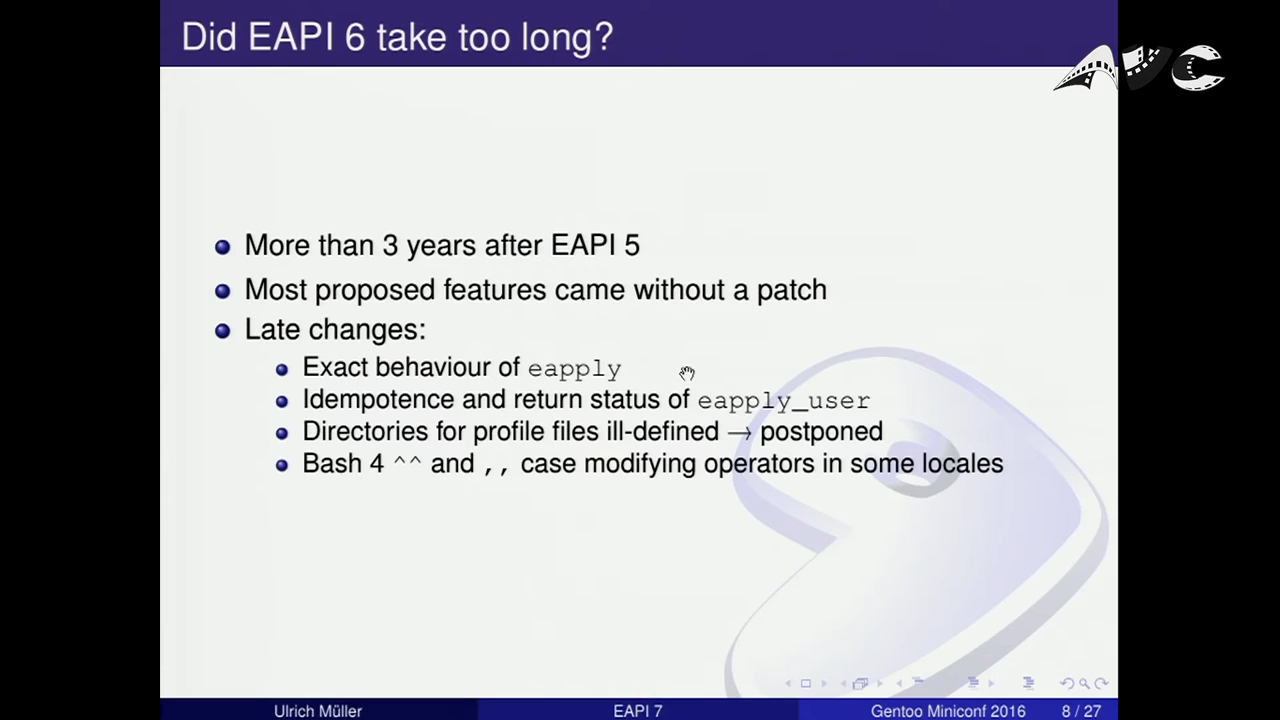 Did EAPI 6 take too long?
AVC
More than 3 years after EAPI 5
Most proposed features came without a patch
Late changes:
Exact behaviour of eapply
Idempotence and return status of eapply_user
Directories for profile files ill-defined → postponed
Bash 4 ^^ and ,, case modifying operators in some locales
Ulrich Müller EAPI 7 Gentoo Miniconf 2016 8 / 27